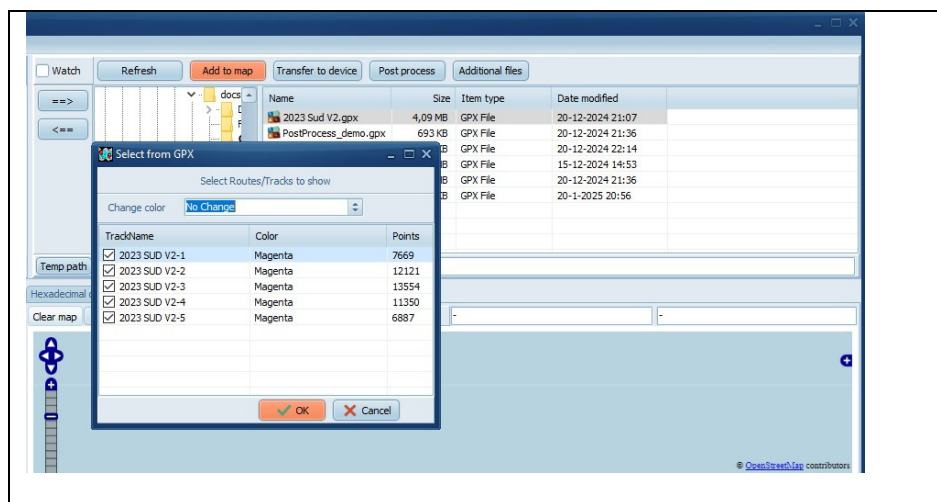 Watch Refresh Add to map Transfer to device Post process Additional files
==>
<==
docs
Name Size Item type Date modified
2023 Sud V2.gpx 4,09 MB GPX File 20-12-2024 21:07
PostProcess_demo.gpx 693 KB GPX File 20-12-2024 21:36
GPX File 20-12-2024 22:14
GPX File 15-12-2024 14:53
GPX File 20-12-2024 21:36
GPX File 20-1-2025 20:56
Select from GPX
Select Routes/Tracks to show
Change color No Change
TrackName Color Points
2023 SUD V2-1 Magenta 7669
2023 SUD V2-2 Magenta 12121
2023 SUD V2-3 Magenta 13554
2023 SUD V2-4 Magenta 11350
2023 SUD V2-5 Magenta 6887
OK Cancel
Temp path
Hexadecimal
Clear map - -
© OpenStreetMap contributors